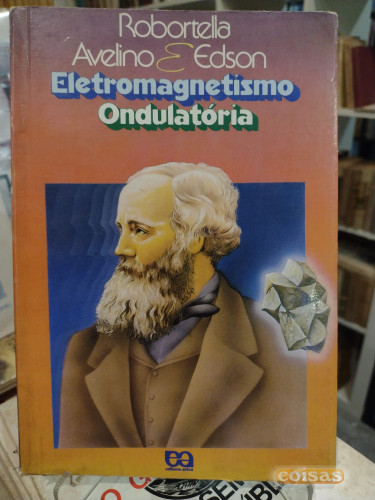 Robortella
Avelino E Edson
Eletromagnetismo
Ondulatória
editora ática
coisas